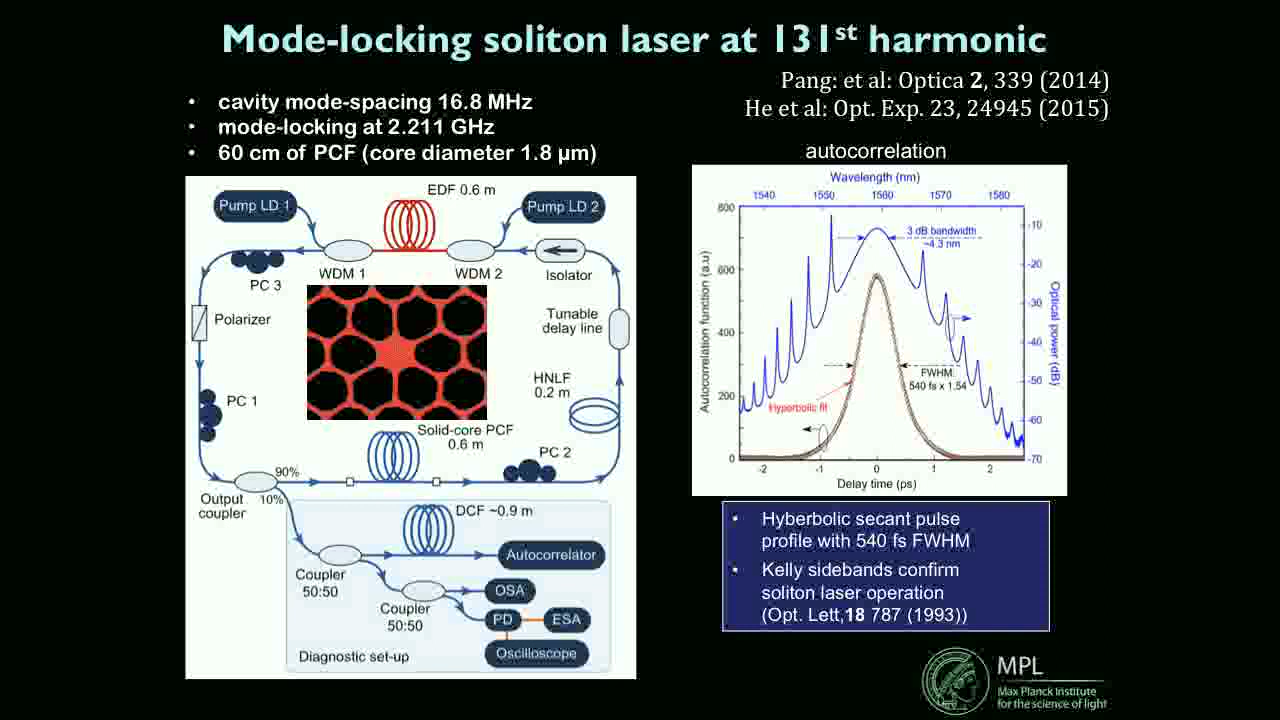 Mode-locking soliton laser at 131st harmonic
Pang: et al: Optica 2, 339 (2014)
He et al: Opt. Exp. 23, 24945 (2015)
• cavity mode-spacing 16.8 MHz
• mode-locking at 2.211 GHz
• 60 cm of PCF (core diameter 1.8 µm)
EDF 0.6 m
Pump LD 1
Pump LD 2
WDM 1
WDM 2
Isolator
PC 3
Polarizer
Tunable
delay line
HNLF
0.2 m
PC 1
Solid-core PCF
0.6 m
PC 2
90%
Output
coupler
10%
DCF ~0.9 m
Autocorrelator
Coupler
50:50
OSA
Coupler
50:50
PD
ESA
Oscilloscope
Diagnostic set-up
autocorrelation
Wavelength (nm)
1540 1550 1560 1570 1580
800
600
400
200
0
Autocorrelation function (a.u)
-10
-20
-30
-40
-50
-60
-70
Optical power (dB)
3 dB bandwidth
~4.3 nm
FWHM:
540 fs x 1.54
Hyperbolic fit
-2 -1 0 1 2
Delay time (ps)
• Hyberbolic secant pulse
profile with 540 fs FWHM
• Kelly sidebands confirm
soliton laser operation
(Opt. Lett,18 787 (1993))
MPL
Max Planck Institute
for the science of light